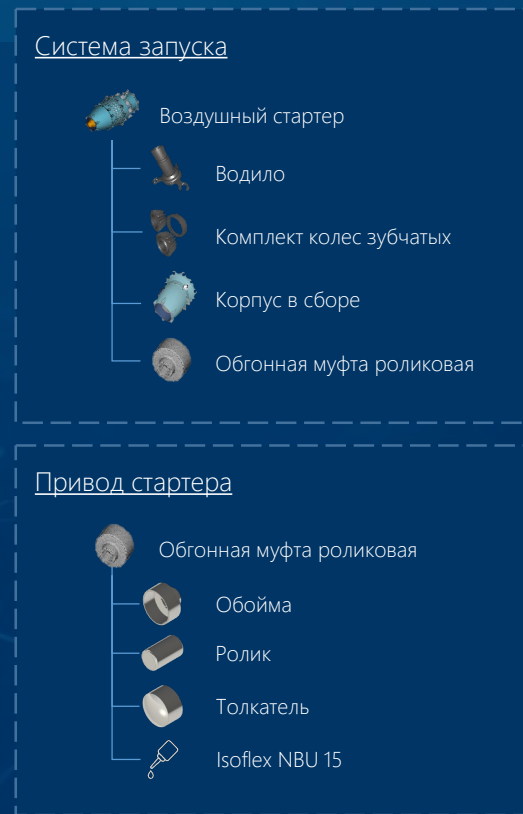 Система запуска
Воздушный стартер
Водило
Комплект колес зубчатых
Корпус в сборе
Обгонная муфта роликовая
Привод стартера
Обгонная муфта роликовая
Обойма
Ролик
Толкатель
Isoflex NBU 15